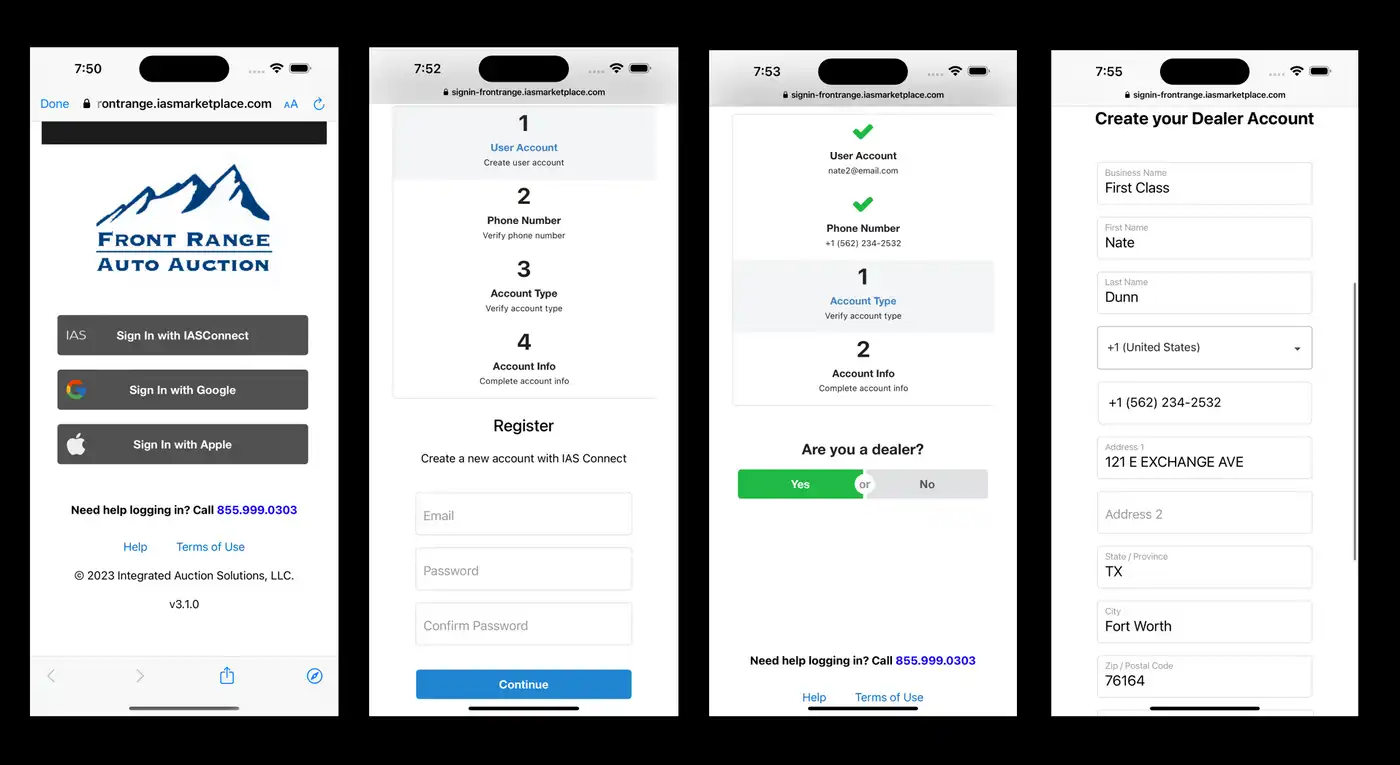 7:50
Done
rontrange.iasmarketplace.com
AA
FRONT RANGE
AUTO AUCTION
IAS
Sign In with IASConnect
Sign In with Google
Sign In with Apple
Need help logging in? Call 855.999.0303
Help
Terms of Use
© 2023 Integrated Auction Solutions, LLC.
v3.1.0
7:52
signin-frontrange.iasmarketplace.com
1
User Account
Create user account
2
Phone Number
Verify phone number
3
Account Type
Verify account type
4
Account Info
Complete account info
Register
Create a new account with IAS Connect
Email
Password
Confirm Password
Continue
7:53
signin-frontrange.iasmarketplace.com
User Account
nate2@email.com
Phone Number
+1 (562) 234-2532
1
Account Type
Verify account type
2
Account Info
Complete account info
Are you a dealer?
Yes
or
No
Need help logging in? Call 855.999.0303
Help
Terms of Use
7:55
signin-frontrange.iasmarketplace.com
Create your Dealer Account
Business Name
First Class
First Name
Nate
Last Name
Dunn
+1 (United States)
+1 (562) 234-2532
Address 1
121 E EXCHANGE AVE
Address 2
State / Province
TX
City
Fort Worth
Zip / Postal Code
76164